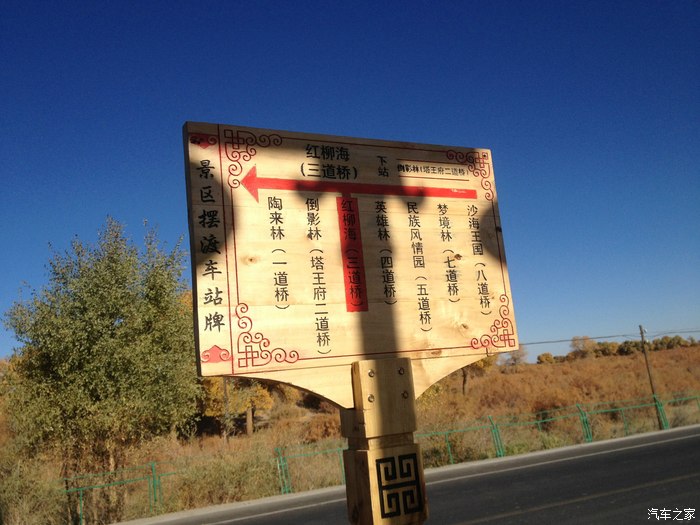 景区摆渡车站牌
红柳海
(三道桥)
下站
倒影林(塔王府二道桥
陶来林(一道桥)
倒影林(塔王府二道桥)
红柳海(三道桥)
英雄林(四道桥)
民族风情园(五道桥)
梦境林(七道桥)
沙海王国(八道桥)
汽车之家